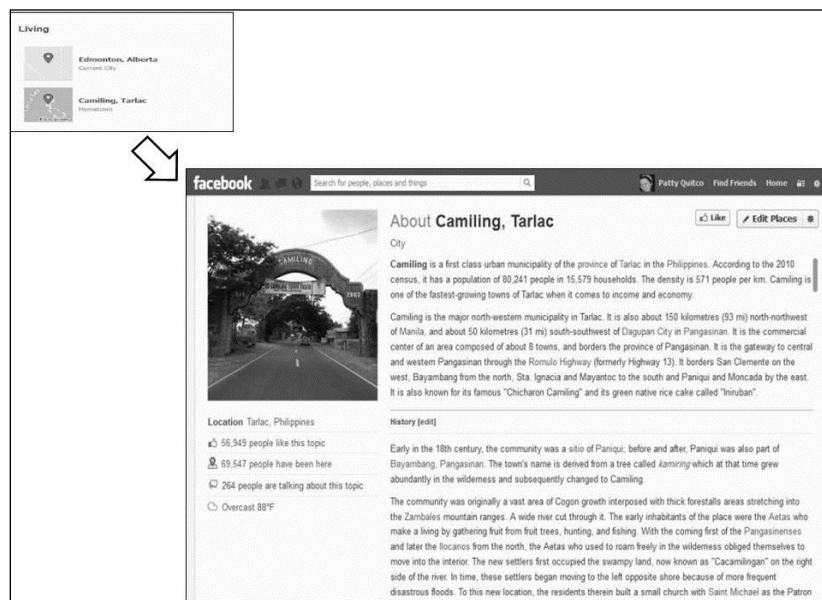 Living
Edmonton, Alberta
Current City
Camiling, Tarlac
Hometown
facebook
Search for people, places and things
Patty Quitco Find Friends Home
About Camiling, Tarlac
Like
Edit Places
City
Camiling is a first class urban municipality of the province of Tarlac in the Philippines. According to the 2010
census, it has a population of 80,241 people in 15,579 households. The density is 571 people per km. Camiling is
one of the fastest-growing towns of Tarlac when it comes to income and economy.
Camiling is the major north-western municipality in Tarlac. It is also about 150 kilometres (93 mi) north-northwest
of Manila, and about 50 kilometres (31 mi) south-southwest of Dagupan City in Pangasinan. It is the commercial
center of an area composed of about 8 towns, and borders the province of Pangasinan. It is the gateway to central
and western Pangasinan through the Romulo Highway (formerly Highway 13). It borders San Clemente on the
west, Bayambang from the north, Sta. Ignacia and Mayantoc to the south and Paniqui and Moncada by the east.
It is also known for its famous "Chicharon Camiling" and its green native rice cake called "Iniruban".
CAMILING
2003
Location Tarlac, Philippines
56,949 people like this topic
69,547 people have been here
264 people are talking about this topic
Overcast 88°F
History [edit]
Early in the 18th century, the community was a sitio of Paniqui; before and after, Paniqui was also part of
Bayambang, Pangasinan. The town's name is derived from a tree called kamiring which at that time grew
abundantly in the wilderness and subsequently changed to Camiling.
The community was originally a vast area of Cogon growth interposed with thick forestalls areas stretching into
the Zambales mountain ranges. A wide river cut through it. The early inhabitants of the place were the Aetas who
make a living by gathering fruit from fruit trees, hunting, and fishing. With the coming first of the Pangasinenses
and later the Ilocanos from the north, the Aetas who used to roam freely in the wilderness obliged themselves to
move into the interior. The new settlers first occupied the swampy land, now known as "Cacamilingan" on the right
side of the river. In time, these settlers began moving to the left opposite shore because of more frequent
disastrous floods. To this new location, the residents therein built a small church with Saint Michael as the Patron